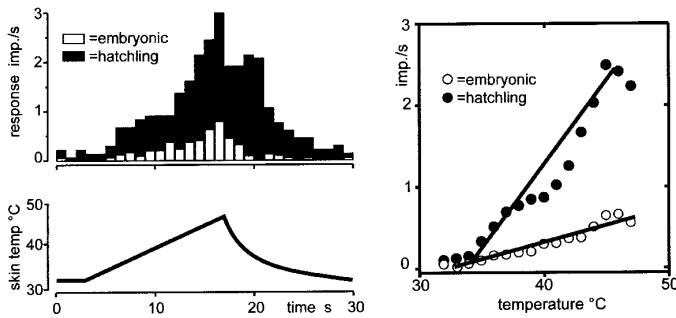 response imp./s
3
2
1
0
=embryonic
=hatchling
skin temp °C
50
40
30
0 10 20 30
time s
imp./s
3
2
1
0
=embryonic
=hatchling
30 40 50
temperature °C